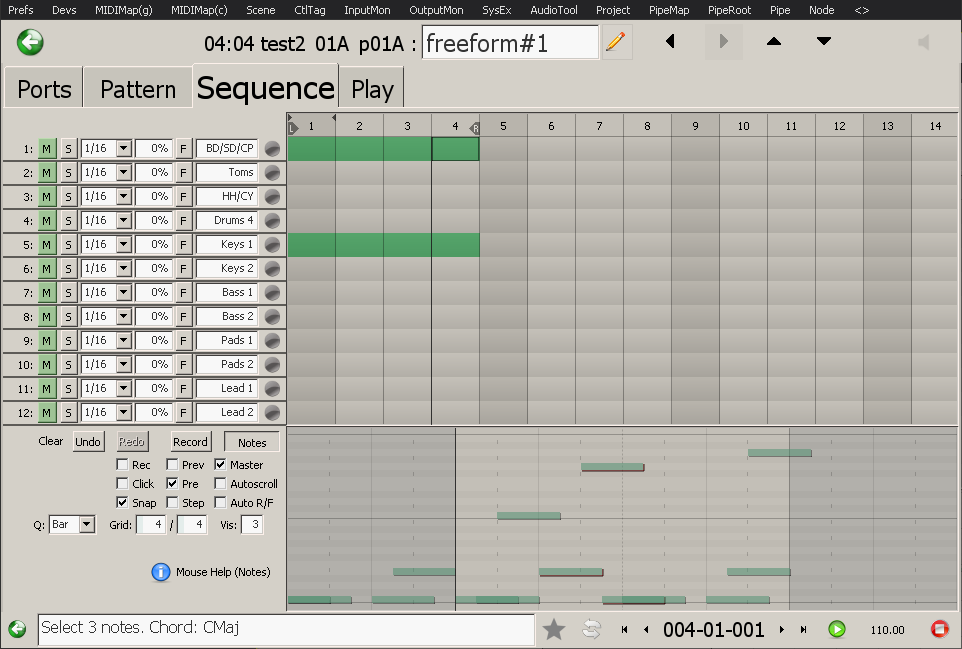 Prefs Devs MIDIMap(g) MIDIMap(c) Scene CtlTag InputMon OutputMon SysEx AudioTool Project PipeMap PipeRoot Pipe Node <>
04:04 test2 01A p01A : freeform#1
Ports Pattern Sequence Play
L 1 2 3 4 R 5 6 7 8 9 10 11 12 13 14
1: M S 1/16 0% F BD/SD/CP
2: M S 1/16 0% F Toms
3: M S 1/16 0% F HH/CY
4: M S 1/16 0% F Drums 4
5: M S 1/16 0% F Keys 1
6: M S 1/16 0% F Keys 2
7: M S 1/16 0% F Bass 1
8: M S 1/16 0% F Bass 2
9: M S 1/16 0% F Pads 1
10: M S 1/16 0% F Pads 2
11: M S 1/16 0% F Lead 1
12: M S 1/16 0% F Lead 2
Clear Undo Redo Record Notes
Rec Prev Master
Click Pre Autoscroll
Snap Step Auto R/F
Q: Bar Grid: 4 / 4 Vis: 3
Mouse Help (Notes)
Select 3 notes. Chord: CMaj 004-01-001 110.00